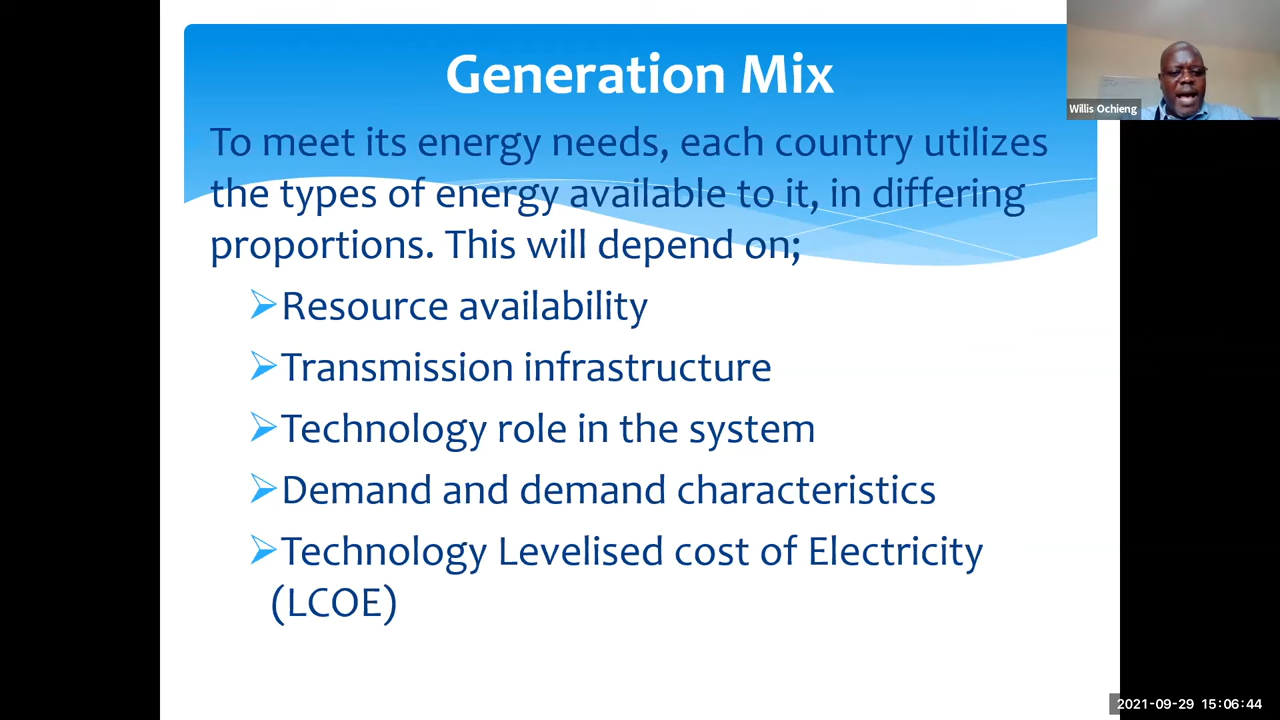 Generation Mix
Willis Ochieng
To meet its energy needs, each country utilizes
the types of energy available to it, in differing
proportions. This will depend on;
Resource availability
Transmission infrastructure
Technology role in the system
Demand and demand characteristics
Technology Levelised cost of Electricity
(LCOE)
2021-09-29 15:06:44